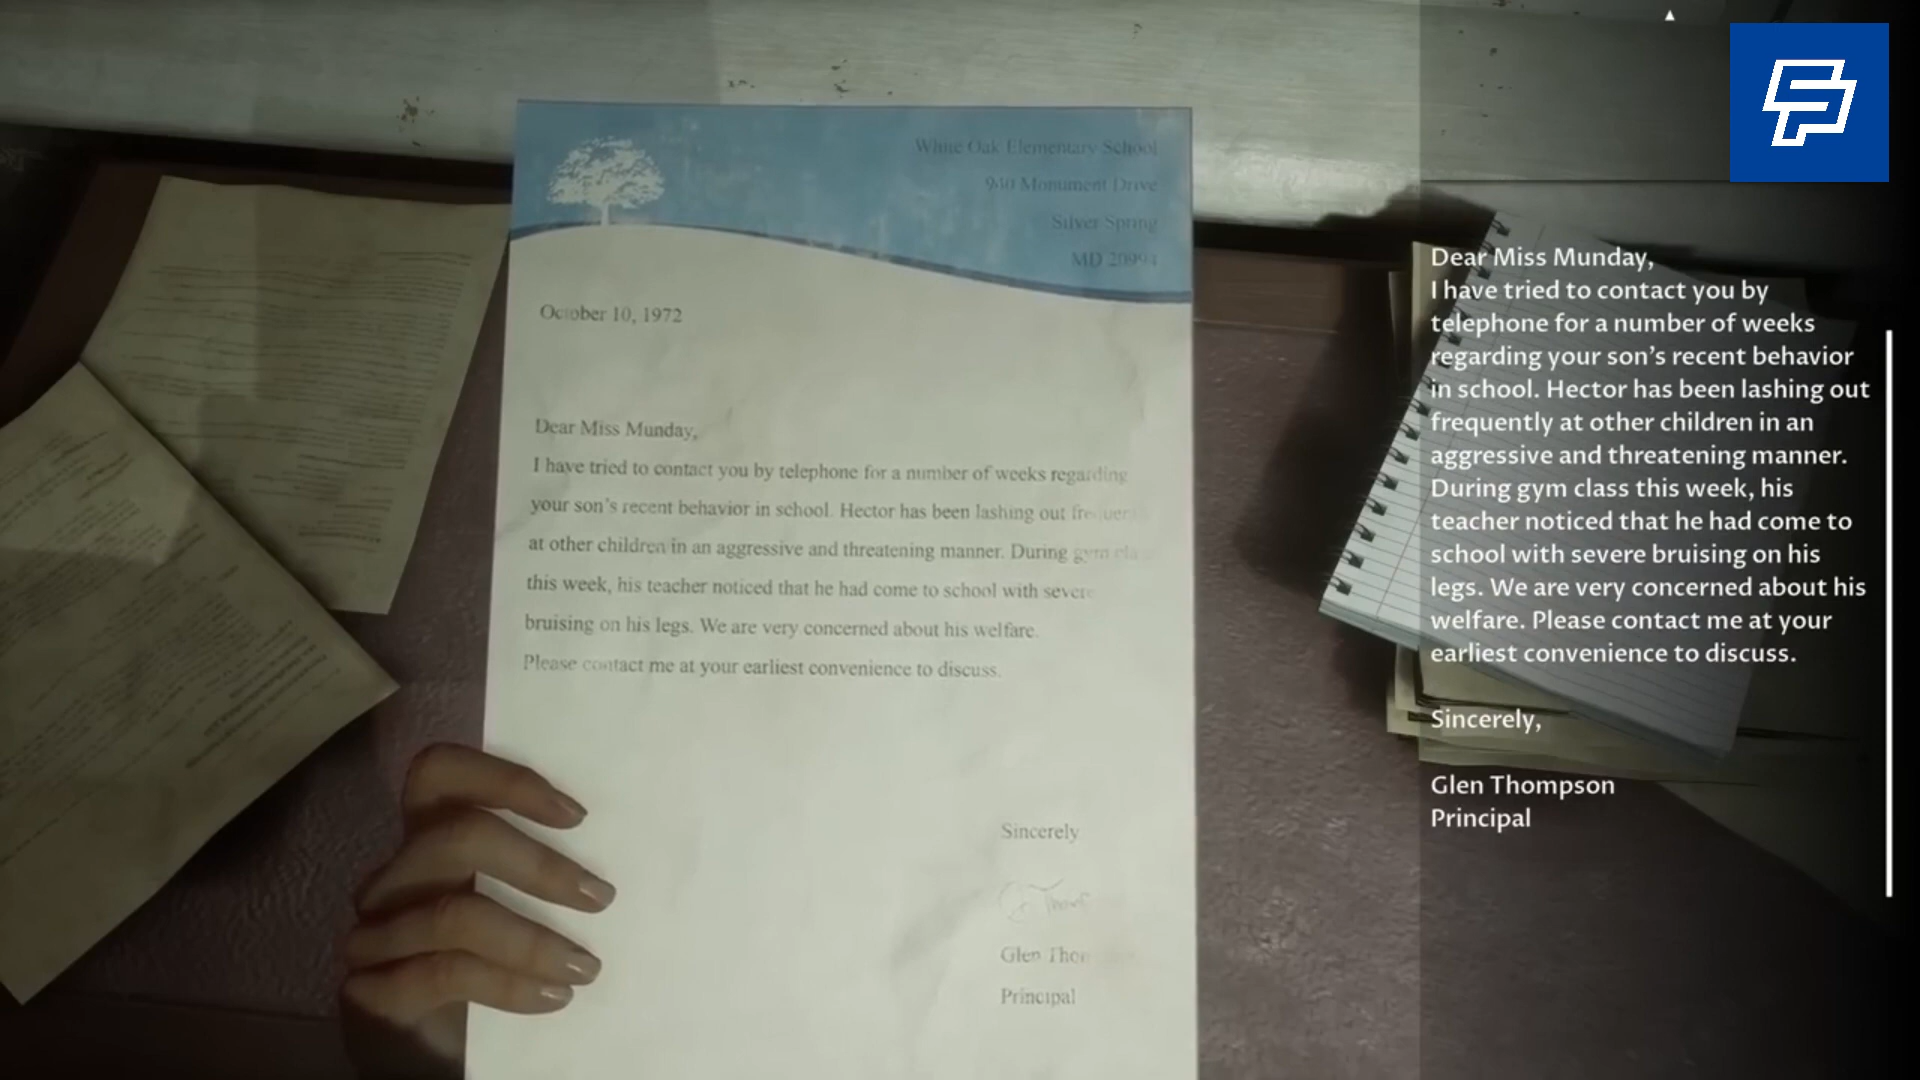 White Oak Elementary School
940 Monument Drive
Silver Spring
MD 20994
October 10, 1972
Dear Miss Munday,
I have tried to contact you by telephone for a number of weeks regarding
your son's recent behavior in school. Hector has been lashing out
at other children in an aggressive and threatening manner. During gym
this week, his teacher noticed that he had come to school with severe
bruising on his legs. We are very concerned about his welfare.
Please contact me at your earliest convenience to discuss.
Sincerely
Glen
Principal
Dear Miss Munday,
I have tried to contact you by
telephone for a number of weeks
regarding your son's recent behavior
in school. Hector has been lashing out
frequently at other children in an
aggressive and threatening manner.
During gym class this week, his
teacher noticed that he had come to
school with severe bruising on his
legs. We are very concerned about his
welfare. Please contact me at your
earliest convenience to discuss.
Sincerely,
Glen Thompson
Principal